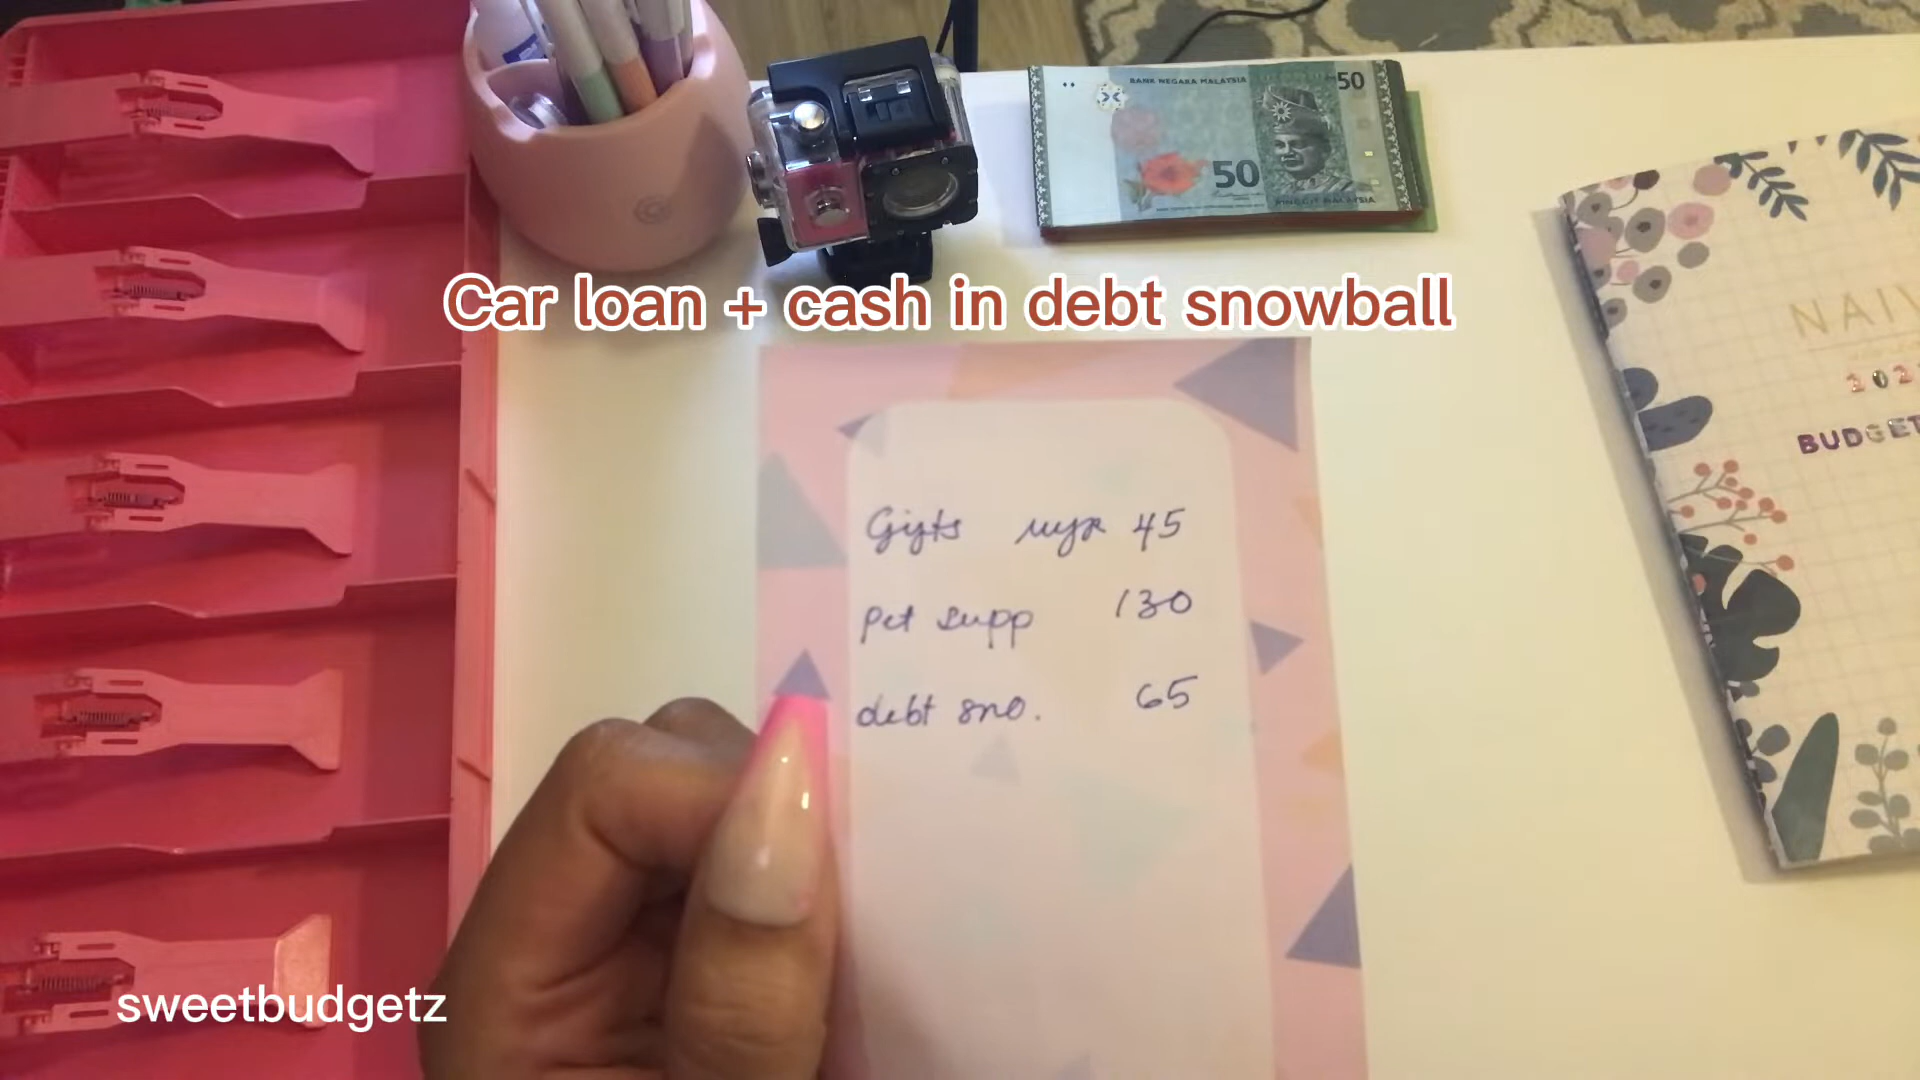 BANK NEGARA MALAYSIA RM50
50
RINGGIT MALAYSIA
Car loan + cash in debt snowball
BUDGET
Gifts myr 45
pet supp 130
debt sno. 65
sweetbudgetz